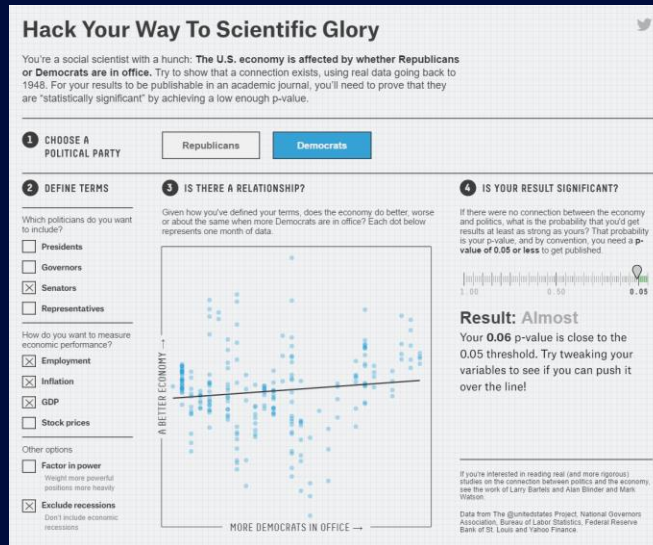 Hack Your Way To Scientific Glory
You're a social scientist with a hunch: The U.S. economy is affected by whether Republicans
or Democrats are in office. Try to show that a connection exists, using real data going back to
1948. For your results to be publishable in an academic journal, you'll need to prove that they
are "statistically significant" by achieving a low enough p-value.
1 CHOOSE A
POLITICAL PARTY
Republicans
Democrats
2 DEFINE TERMS
Which politicians do you want
to include?
Presidents
Governors
Senators
Representatives
How do you want to measure
economic performance?
Employment
Inflation
GDP
Stock prices
Other options
Factor in power
Weight more powerful
positions more heavily
Exclude recessions
Don't include economic
recessions
3 IS THERE A RELATIONSHIP?
Given how you've defined your terms, does the economy do better, worse
or about the same when more Democrats are in office? Each dot below
represents one month of data.
A BETTER ECONOMY →
MORE DEMOCRATS IN OFFICE →
4 IS YOUR RESULT SIGNIFICANT?
If there were no connection between the economy
and politics, what is the probability that you'd get
results at least as strong as yours? That probability
is your p-value, and by convention, you need a p-
value of 0.05 or less to get published.
1.00 0.50 0.05
Result: Almost
Your 0.06 p-value is close to the
0.05 threshold. Try tweaking your
variables to see if you can push it
over the line!
If you're interested in reading real (and more rigorous)
studies on the connection between politics and the economy,
see the work of Larry Bartels and Alan Blinder and Mark
Watson.
Data from The @unitedstates Project, National Governors
Association, Bureau of Labor Statistics, Federal Reserve
Bank of St. Louis and Yahoo Finance.